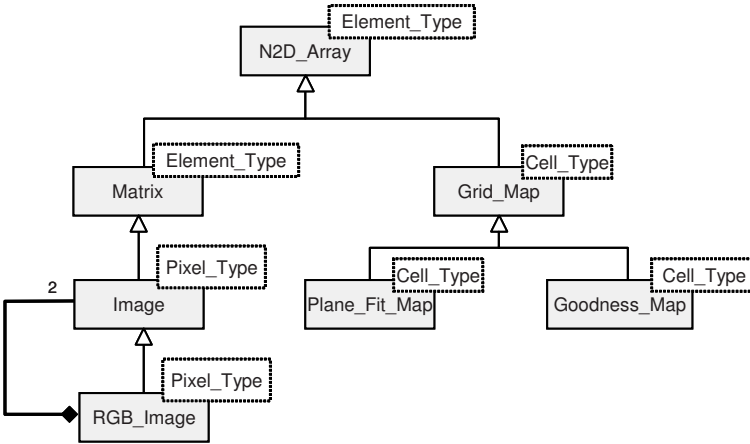 Element_Type
N2D_Array
Element_Type
Cell_Type
Matrix
Grid_Map
Pixel_Type
Cell_Type
Cell_Type
2
Image
Plane_Fit_Map
Goodness_Map
Pixel_Type
RGB_Image